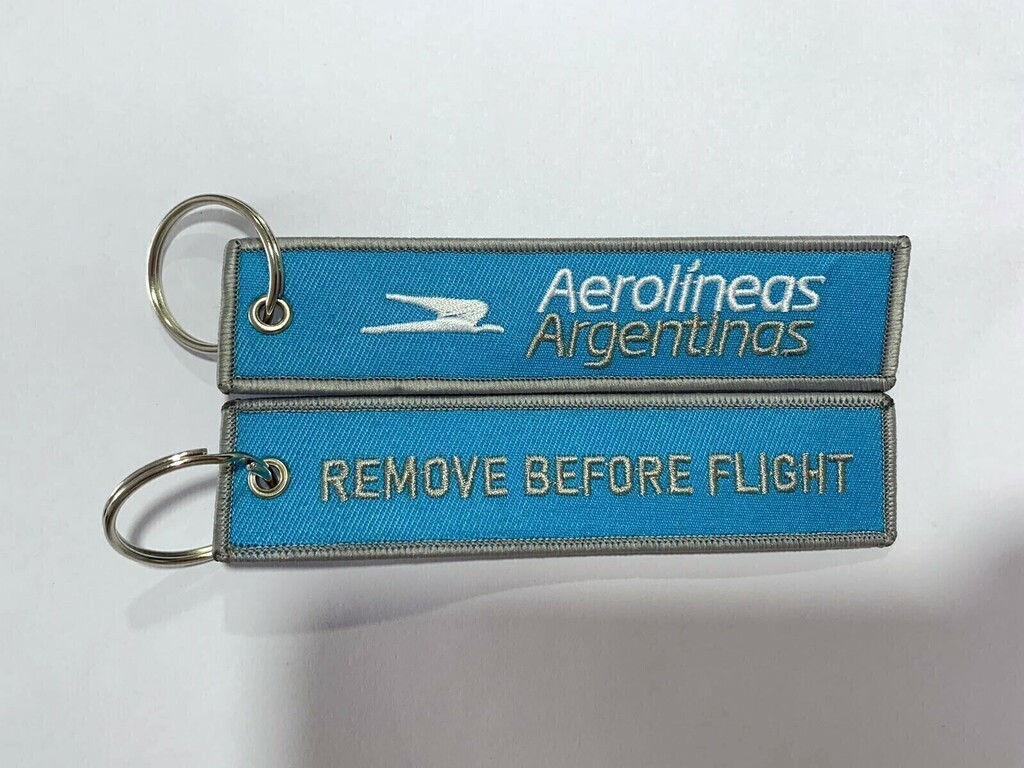 Aerolíneas
Argentinas
REMOVE BEFORE FLIGHT